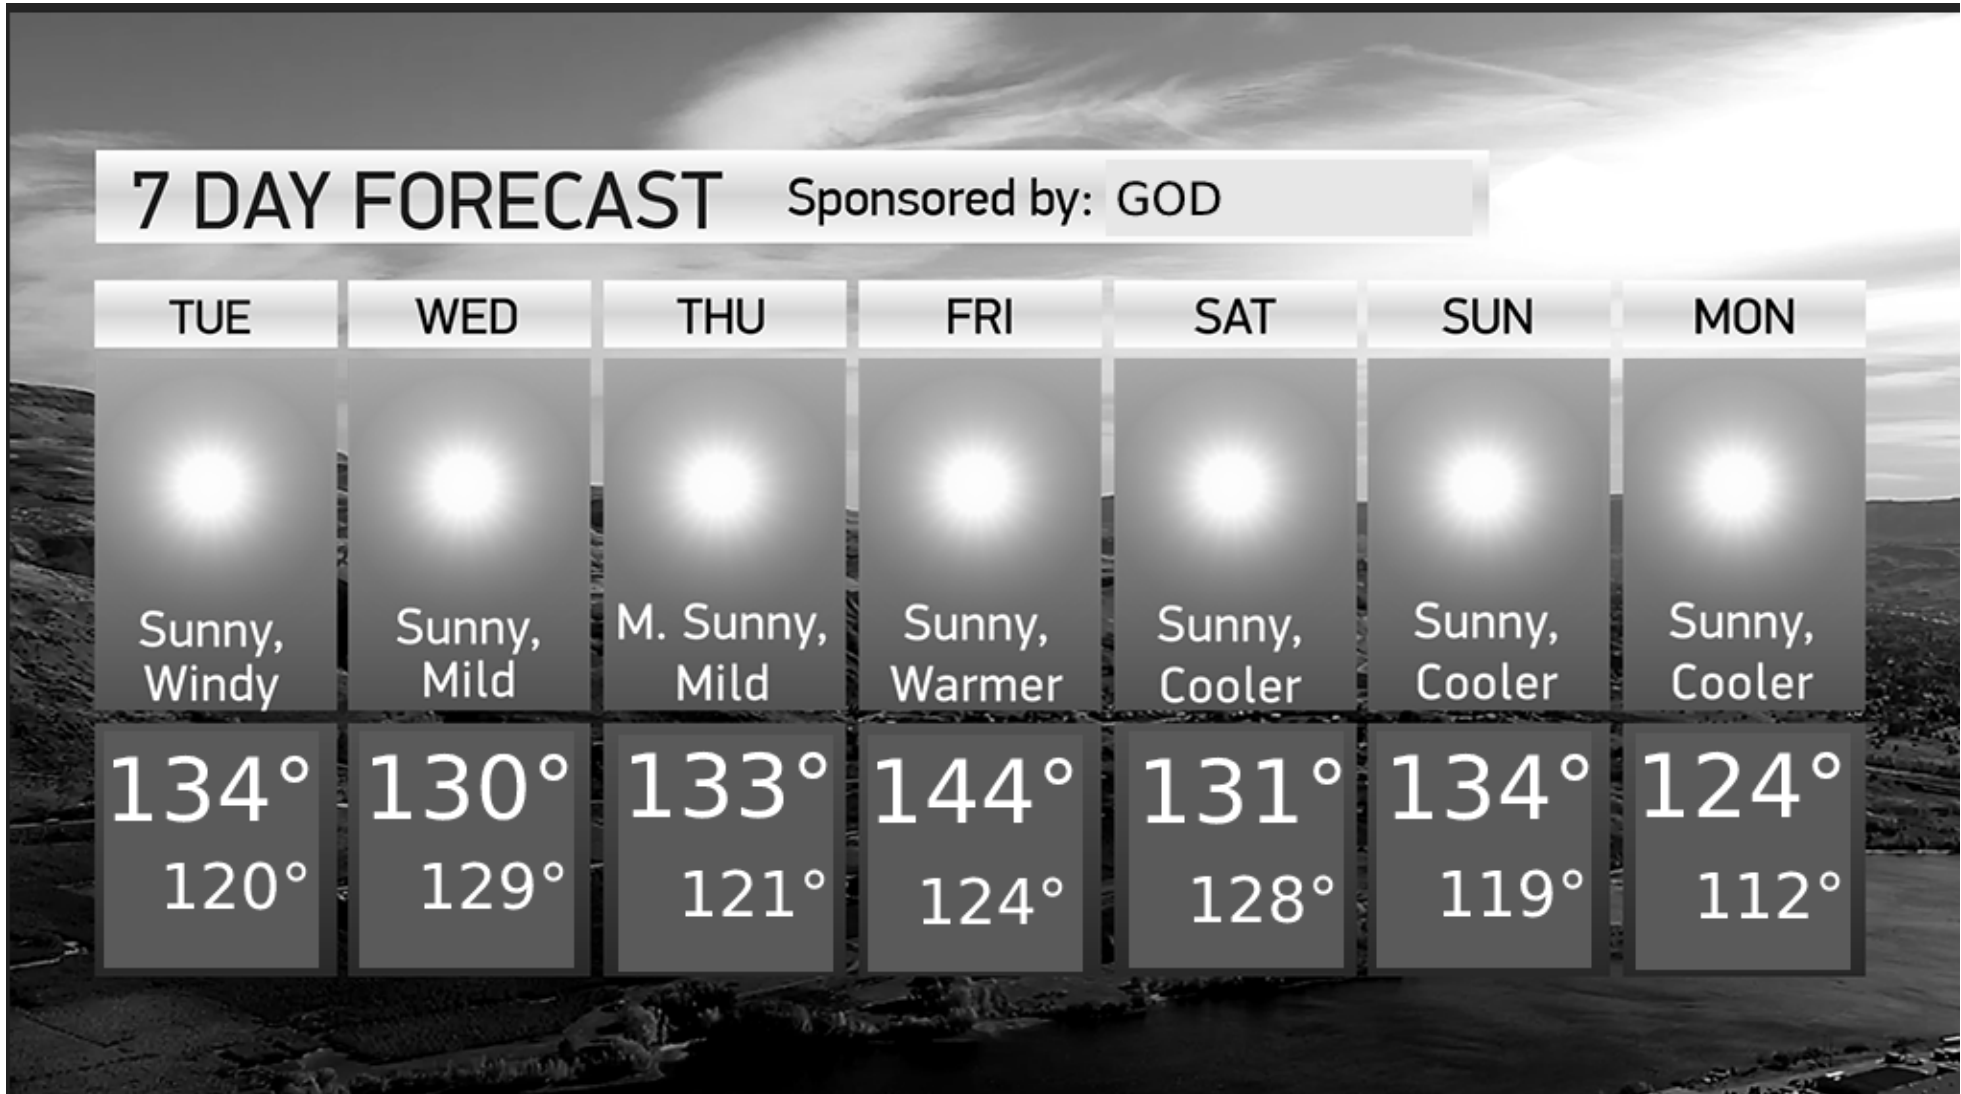 7 DAY FORECAST Sponsored by: GOD
TUE WED THU FRI SAT SUN MON
Sunny, Sunny, M. Sunny, Sunny, Sunny, Sunny, Sunny,
Windy Mild Mild Warmer Cooler Cooler Cooler
134° 130° 133° 144° 131° 134° 124°
120° 129° 121° 124° 128° 119° 112°